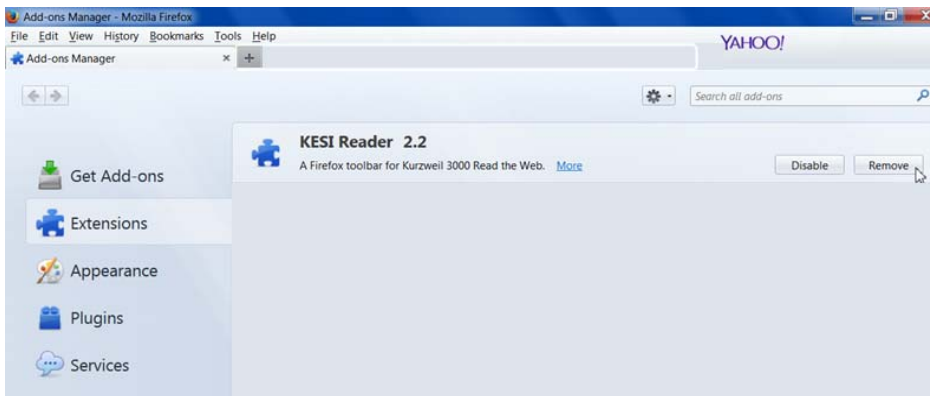 Add-ons Manager - Mozilla Firefox
File Edit View History Bookmarks Tools Help
YAHOO!
Add-ons Manager × +
Search all add-ons
KESI Reader 2.2
A Firefox toolbar for Kurzweil 3000 Read the Web. More
Disable Remove
Get Add-ons
Extensions
Appearance
Plugins
Services